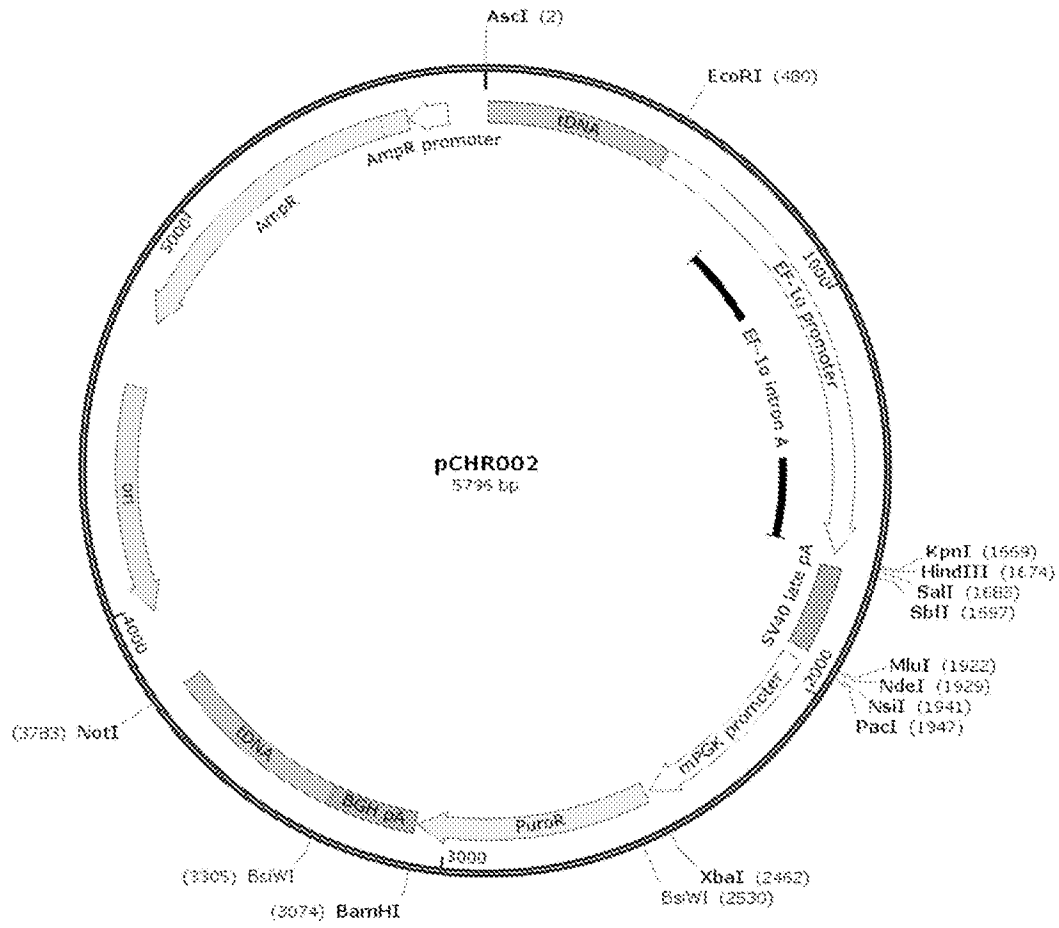 AscI (2)
EcoRI (480)
tDNA
AmpR promoter
AmpR
5000
1000
EF-1α promoter
EF-1α intron A
pCHR002
5796 bp
ori
KpnI (1668)
HindIII (1674)
SalI (1683)
SbfI (1697)
SV40 late pA
MluI (1922)
NdeI (1929)
NsiI (1941)
PacI (1947)
2000
4000
mPGK promoter
(3783) NotI
tDNA
BGH pA
PuroR
3000
XbaI (2462)
BsiWI (2530)
(3305) BsiWI
(3074) BamHI